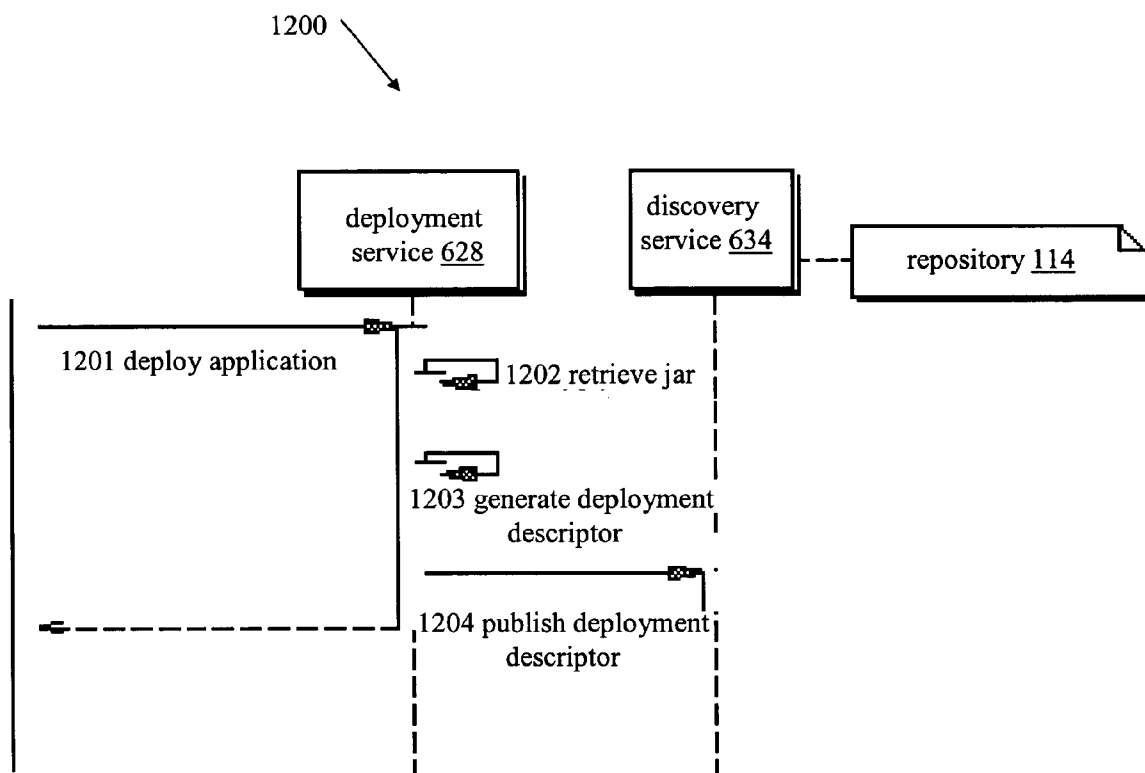 1200
deployment
service 628
discovery
service 634
repository 114
1201 deploy application
1202 retrieve jar
1203 generate deployment
descriptor
1204 publish deployment
descriptor